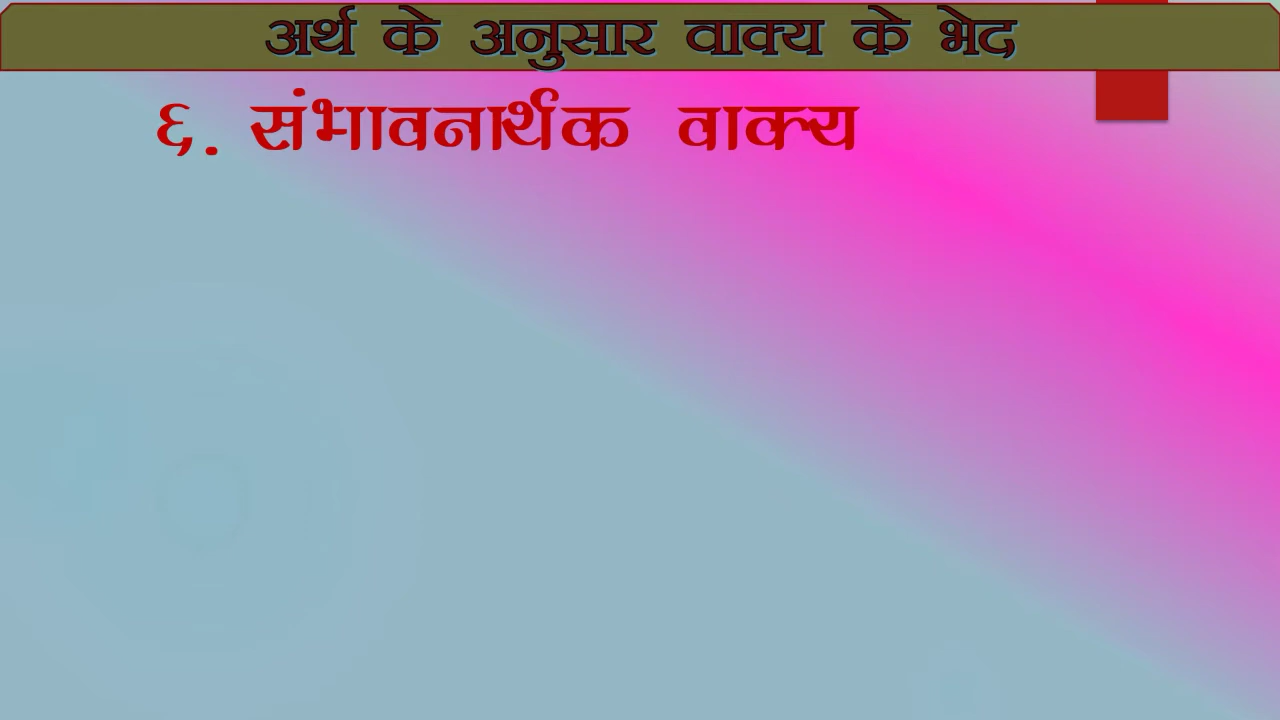 अर्थ के अनुसार वाक्य के भेद
६. संभावनार्थक वाक्य